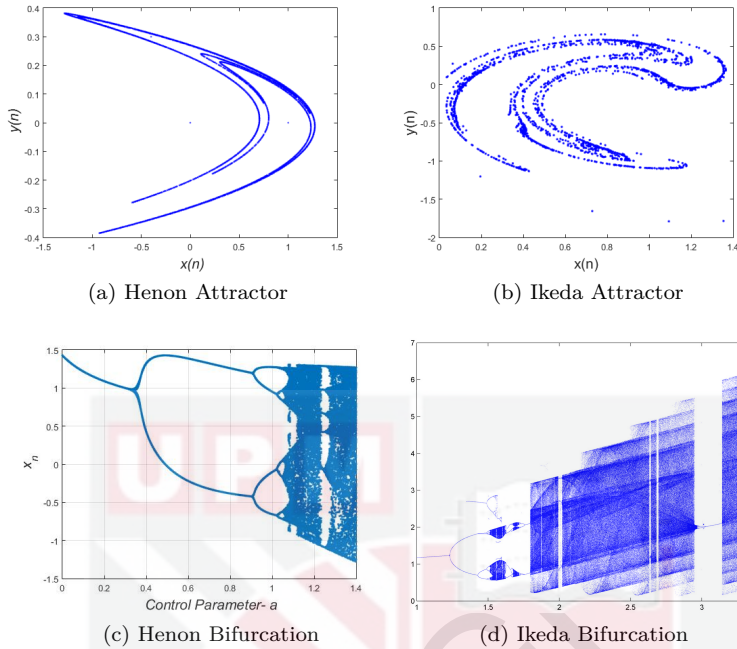 0.4
0.3
0.2
0.1
0
-0.1
-0.2
-0.3
-0.4
y(n)
-1.5 -1 -0.5 0 0.5 1 1.5
x(n)
(a) Henon Attractor
1
0.5
0
-0.5
-1
-1.5
-2
y(n)
0 0.2 0.4 0.6 0.8 1 1.2 1.4
x(n)
(b) Ikeda Attractor
1.5
1
0.5
0
-0.5
-1
-1.5
x_n
0 0.2 0.4 0.6 0.8 1 1.2 1.4
Control Parameter- a
(c) Henon Bifurcation
7
6
5
4
3
2
1
0
1 1.5 2 2.5 3
(d) Ikeda Bifurcation
UPM